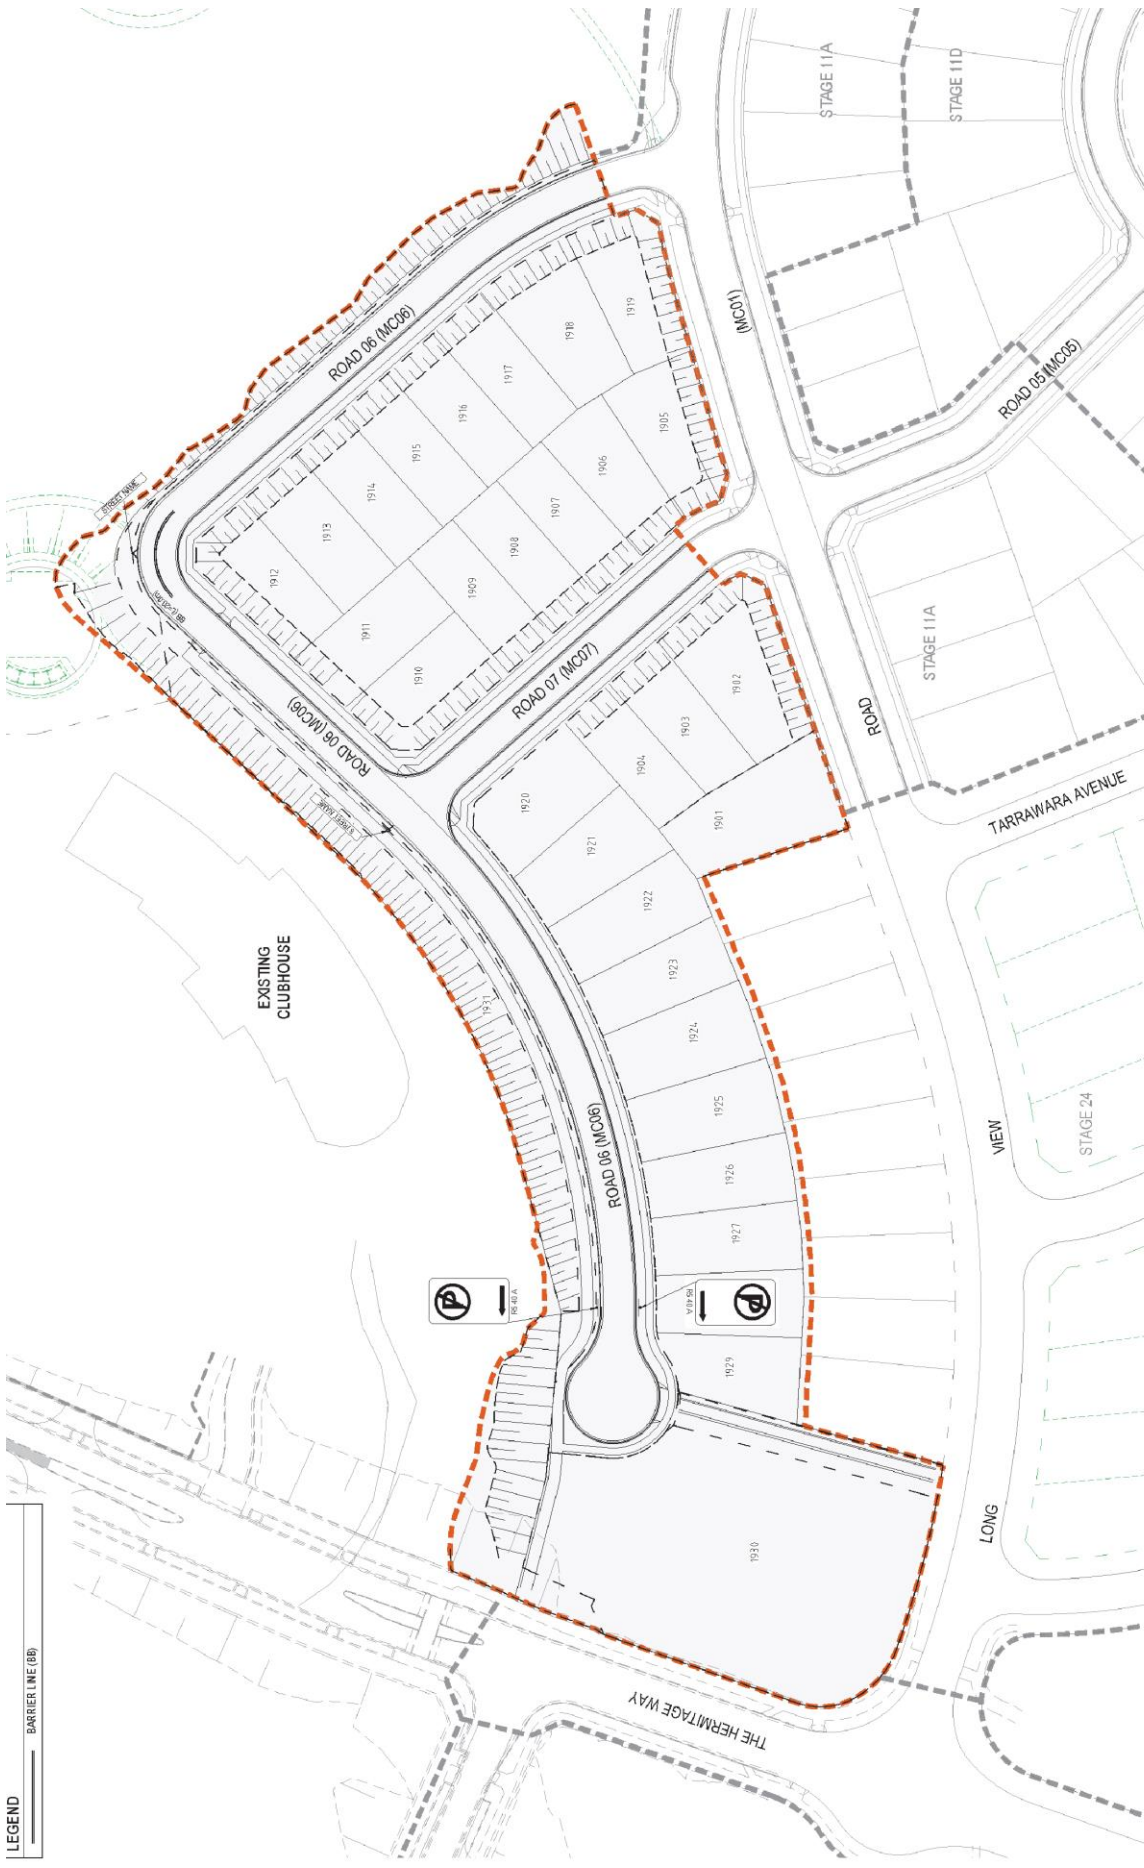 LEGEND
BARRIER LINE (BB)
STAGE 11A
STAGE 11D
ROAD 06 (MC06)
(MC01)
ROAD 05 (MC05)
STREET NAME
1919
1918
1917
1916
1915
1914
1913
1912
1911
1910
1909
1908
1907
1906
1905
ROAD 06 (MC06)
ROAD 07 (MC07)
STREET NAME
1902
1903
1904
1901
1920
1921
1922
1923
1924
1925
1926
1927
1929
1930
1931
STAGE 11A
ROAD
TARRAWARA AVENUE
EXISTING
CLUBHOUSE
ROAD 06 (MC06)
P
R5 40 A
P
R5 40 A
VIEW
STAGE 24
LONG
THE HERMITAGE WAY